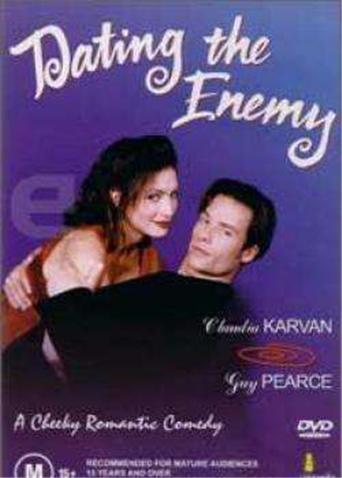 Dating the
Enemy
e
Claudia KARVAN
Guy PEARCE
A Cheeky Romantic Comedy
DVD
M 15+
RECOMMENDED FOR MATURE AUDIENCES
15 YEARS AND OVER